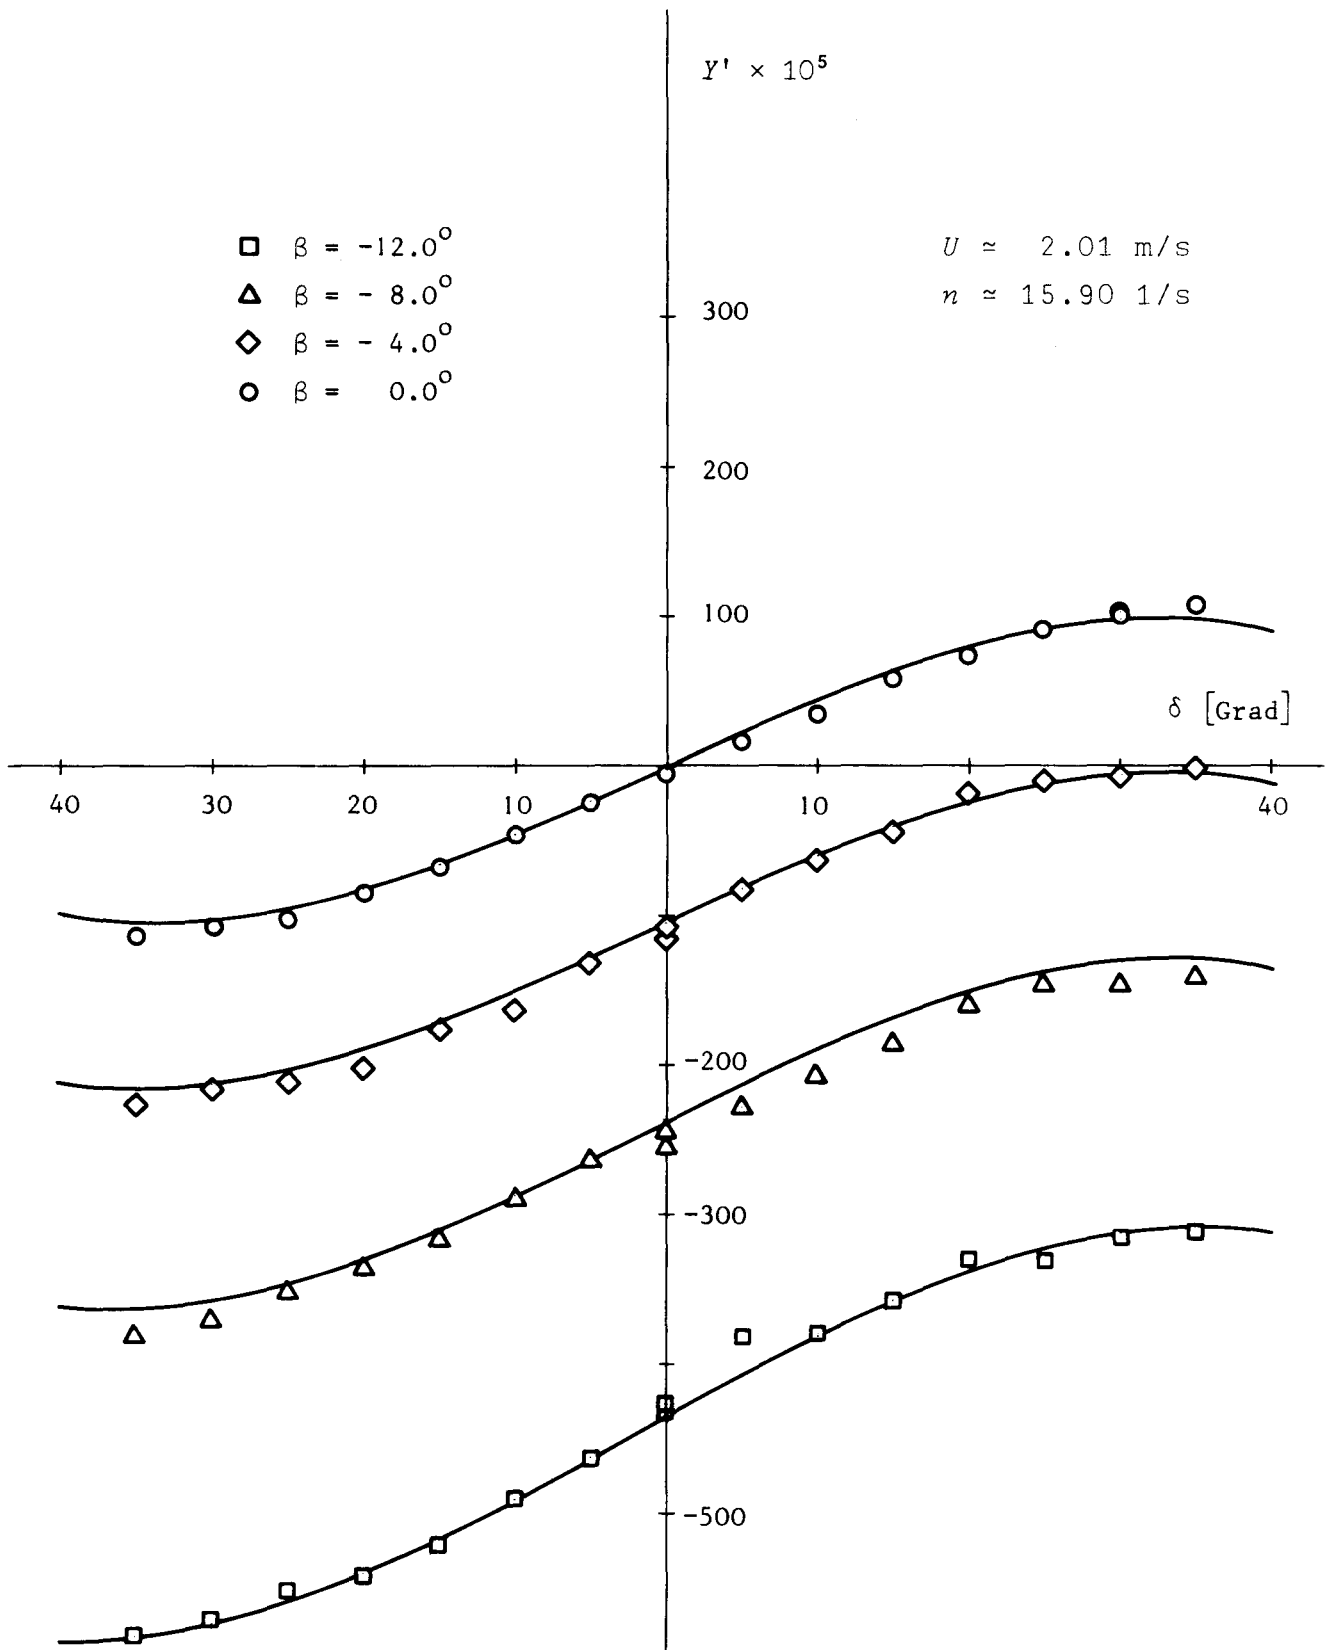 Y' × 10⁵
□ β = -12.0°
△ β = - 8.0°
◇ β = - 4.0°
○ β = 0.0°
U ≃ 2.01 m/s
n ≃ 15.90 1/s
300
200
100
δ [Grad]
40 30 20 10 10 40
-200
-300
-500